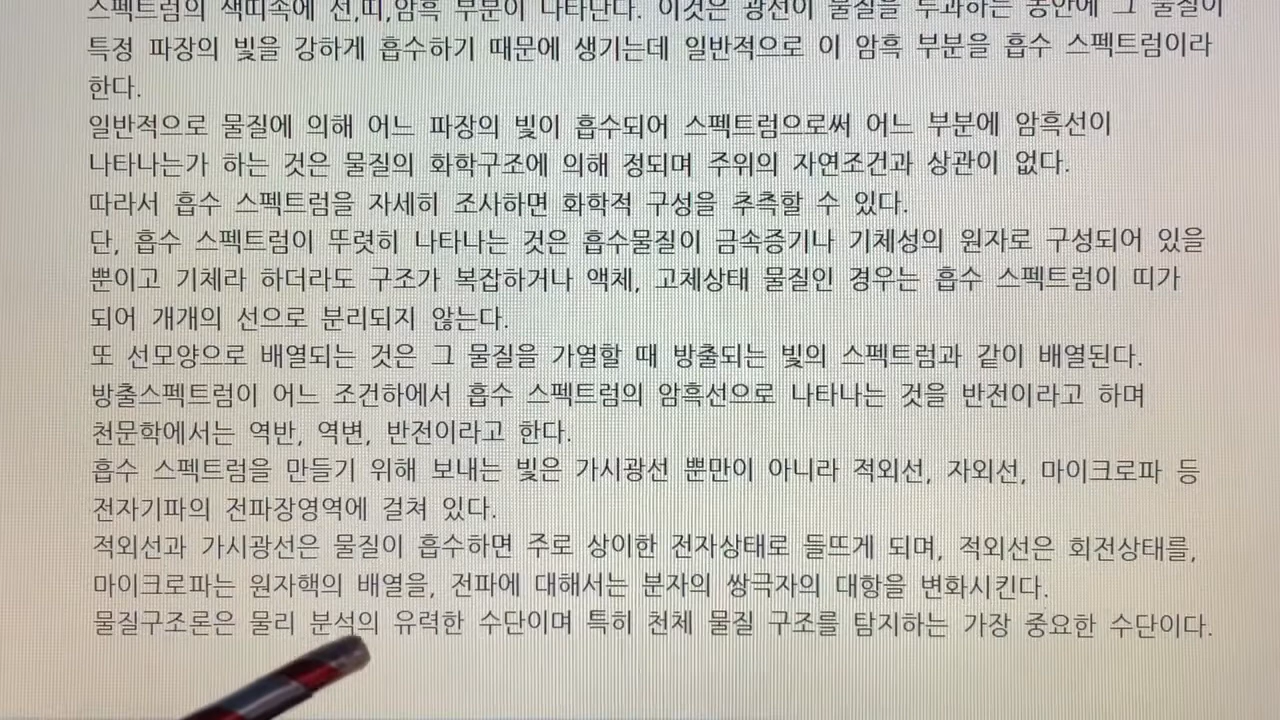 스펙트럼의 색띠속에 선,띠,암흑 부분이 나타난다. 이것은 광선이 물질을 투과하는 동안에 그 물질이
특정 파장의 빛을 강하게 흡수하기 때문에 생기는데 일반적으로 이 암흑 부분을 흡수 스펙트럼이라
한다.
일반적으로 물질에 의해 어느 파장의 빛이 흡수되어 스펙트럼으로써 어느 부분에 암흑선이
나타나는가 하는 것은 물질의 화학구조에 의해 정되며 주위의 자연조건과 상관이 없다.
따라서 흡수 스펙트럼을 자세히 조사하면 화학적 구성을 추측할 수 있다.
단, 흡수 스펙트럼이 뚜렷히 나타나는 것은 흡수물질이 금속증기나 기체성의 원자로 구성되어 있을
뿐이고 기체라 하더라도 구조가 복잡하거나 액체, 고체상태 물질인 경우는 흡수 스펙트럼이 띠가
되어 개개의 선으로 분리되지 않는다.
또 선모양으로 배열되는 것은 그 물질을 가열할 때 방출되는 빛의 스펙트럼과 같이 배열된다.
방출스펙트럼이 어느 조건하에서 흡수 스펙트럼의 암흑선으로 나타나는 것을 반전이라고 하며
천문학에서는 역반, 역변, 반전이라고 한다.
흡수 스펙트럼을 만들기 위해 보내는 빛은 가시광선 뿐만이 아니라 적외선, 자외선, 마이크로파 등
전자기파의 전파장영역에 걸쳐 있다.
적외선과 가시광선은 물질이 흡수하면 주로 상이한 전자상태로 들뜨게 되며, 적외선은 회전상태를,
마이크로파는 원자핵의 배열을, 전파에 대해서는 분자의 쌍극자의 대항을 변화시킨다.
물질구조론은 물리 분석의 유력한 수단이며 특히 천체 물질 구조를 탐지하는 가장 중요한 수단이다.